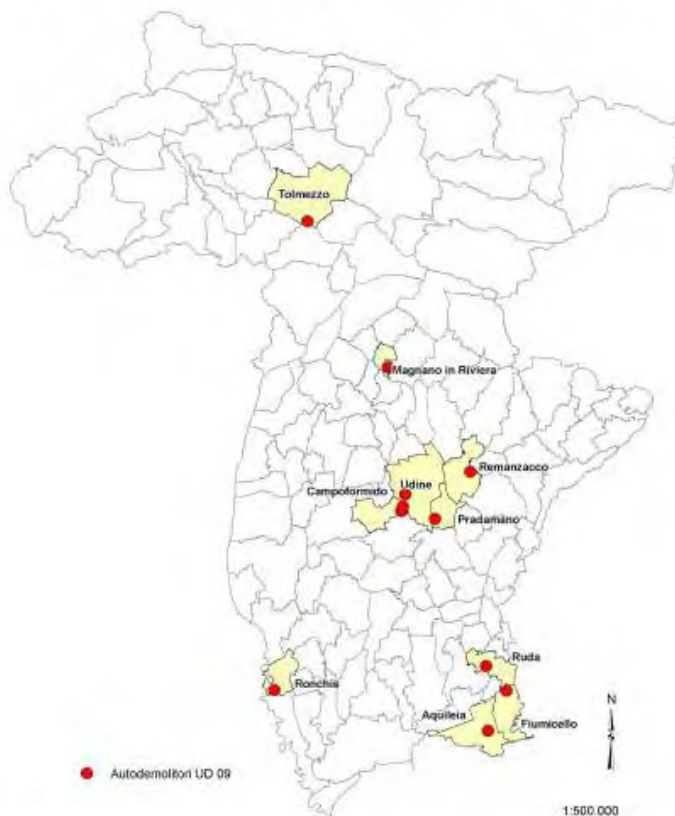 Tolmezzo
Magnano in Riviera
Remanzacco
Udine
Campoformido
Pradamano
Ruda
Ronchis
Aquileia
Fiumicello
N
Autodemolitori UD 09
1:500.000